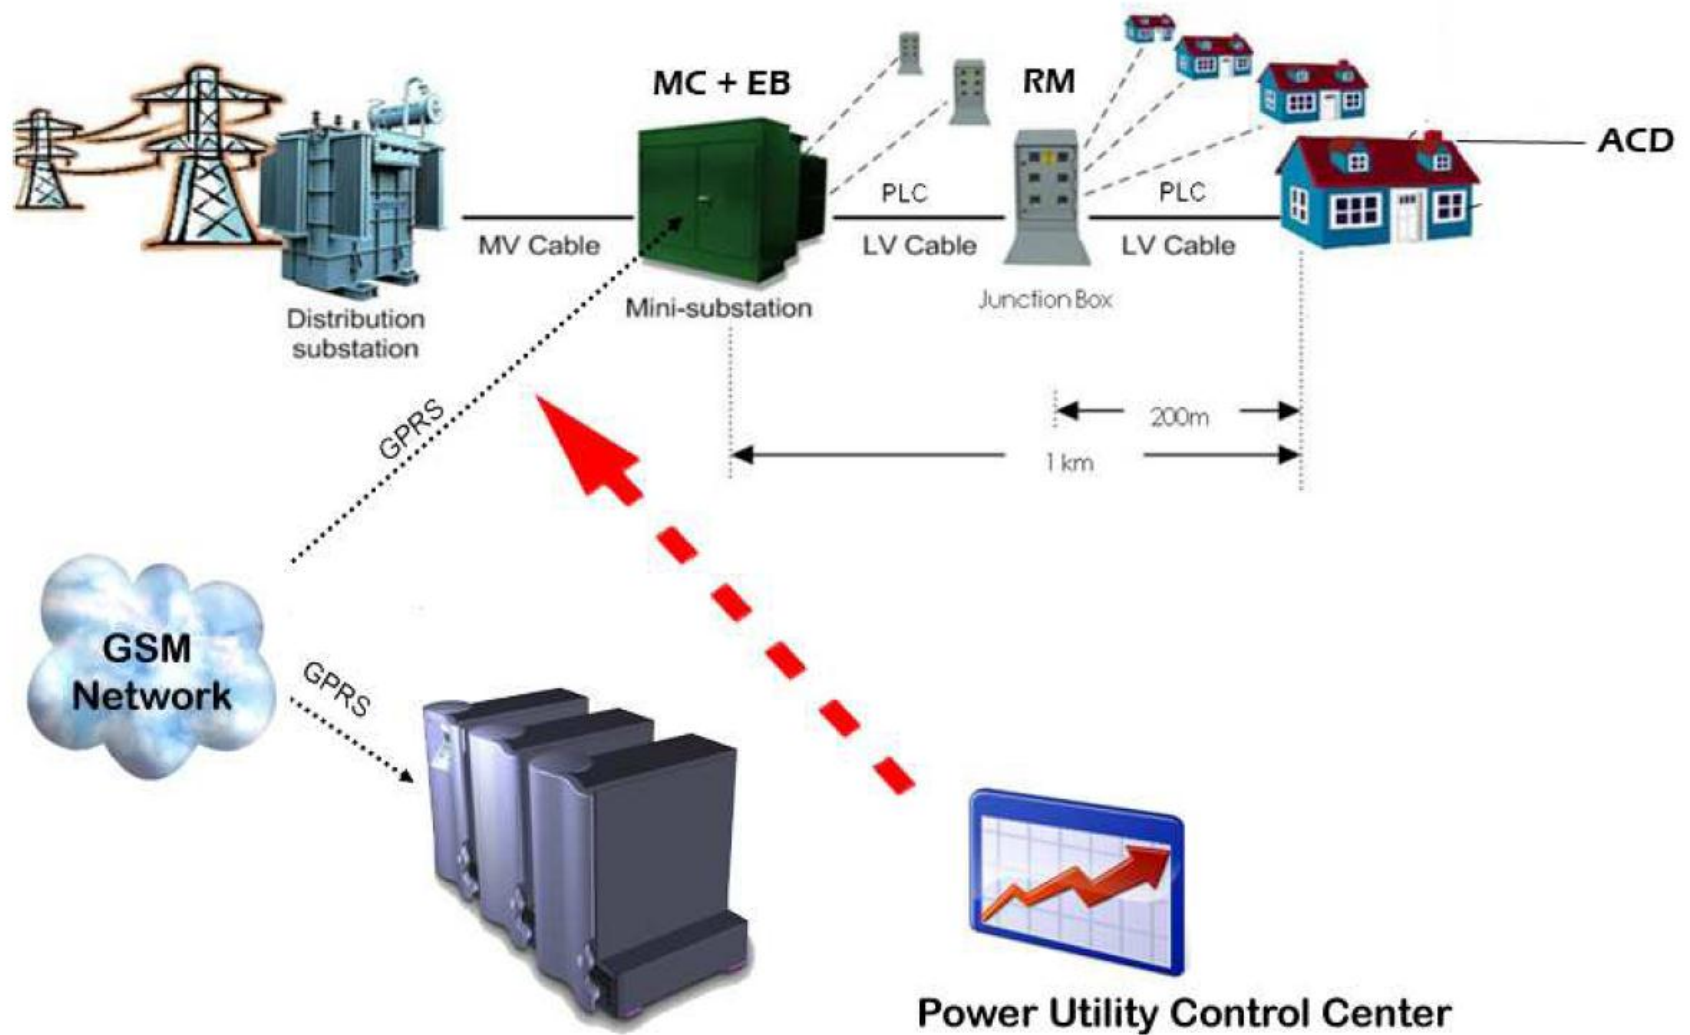 MC + EB
RM
ACD
PLC
PLC
MV Cable
LV Cable
LV Cable
Mini-substation
Junction Box
Distribution
substation
200m
1 km
GPRS
GSM
Network
GPRS
Power Utility Control Center